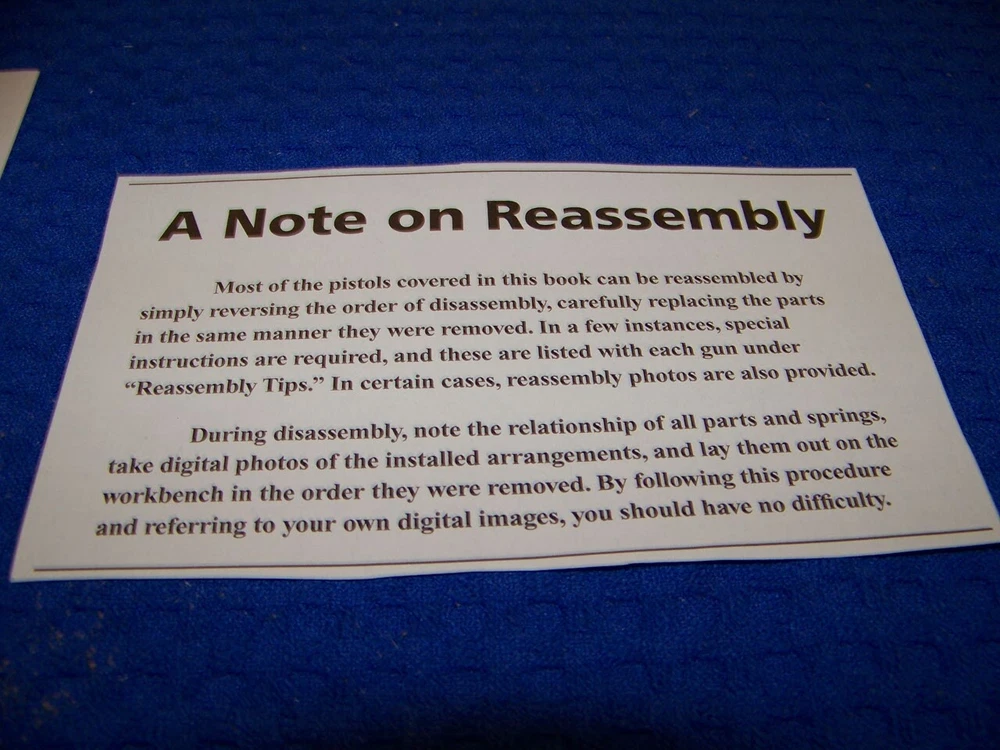 A Note on Reassembly
Most of the pistols covered in this book can be reassembled by
simply reversing the order of disassembly, carefully replacing the parts
in the same manner they were removed. In a few instances, special
instructions are required, and these are listed with each gun under
“Reassembly Tips.” In certain cases, reassembly photos are also provided.
During disassembly, note the relationship of all parts and springs,
take digital photos of the installed arrangements, and lay them out on the
workbench in the order they were removed. By following this procedure
and referring to your own digital images, you should have no difficulty.